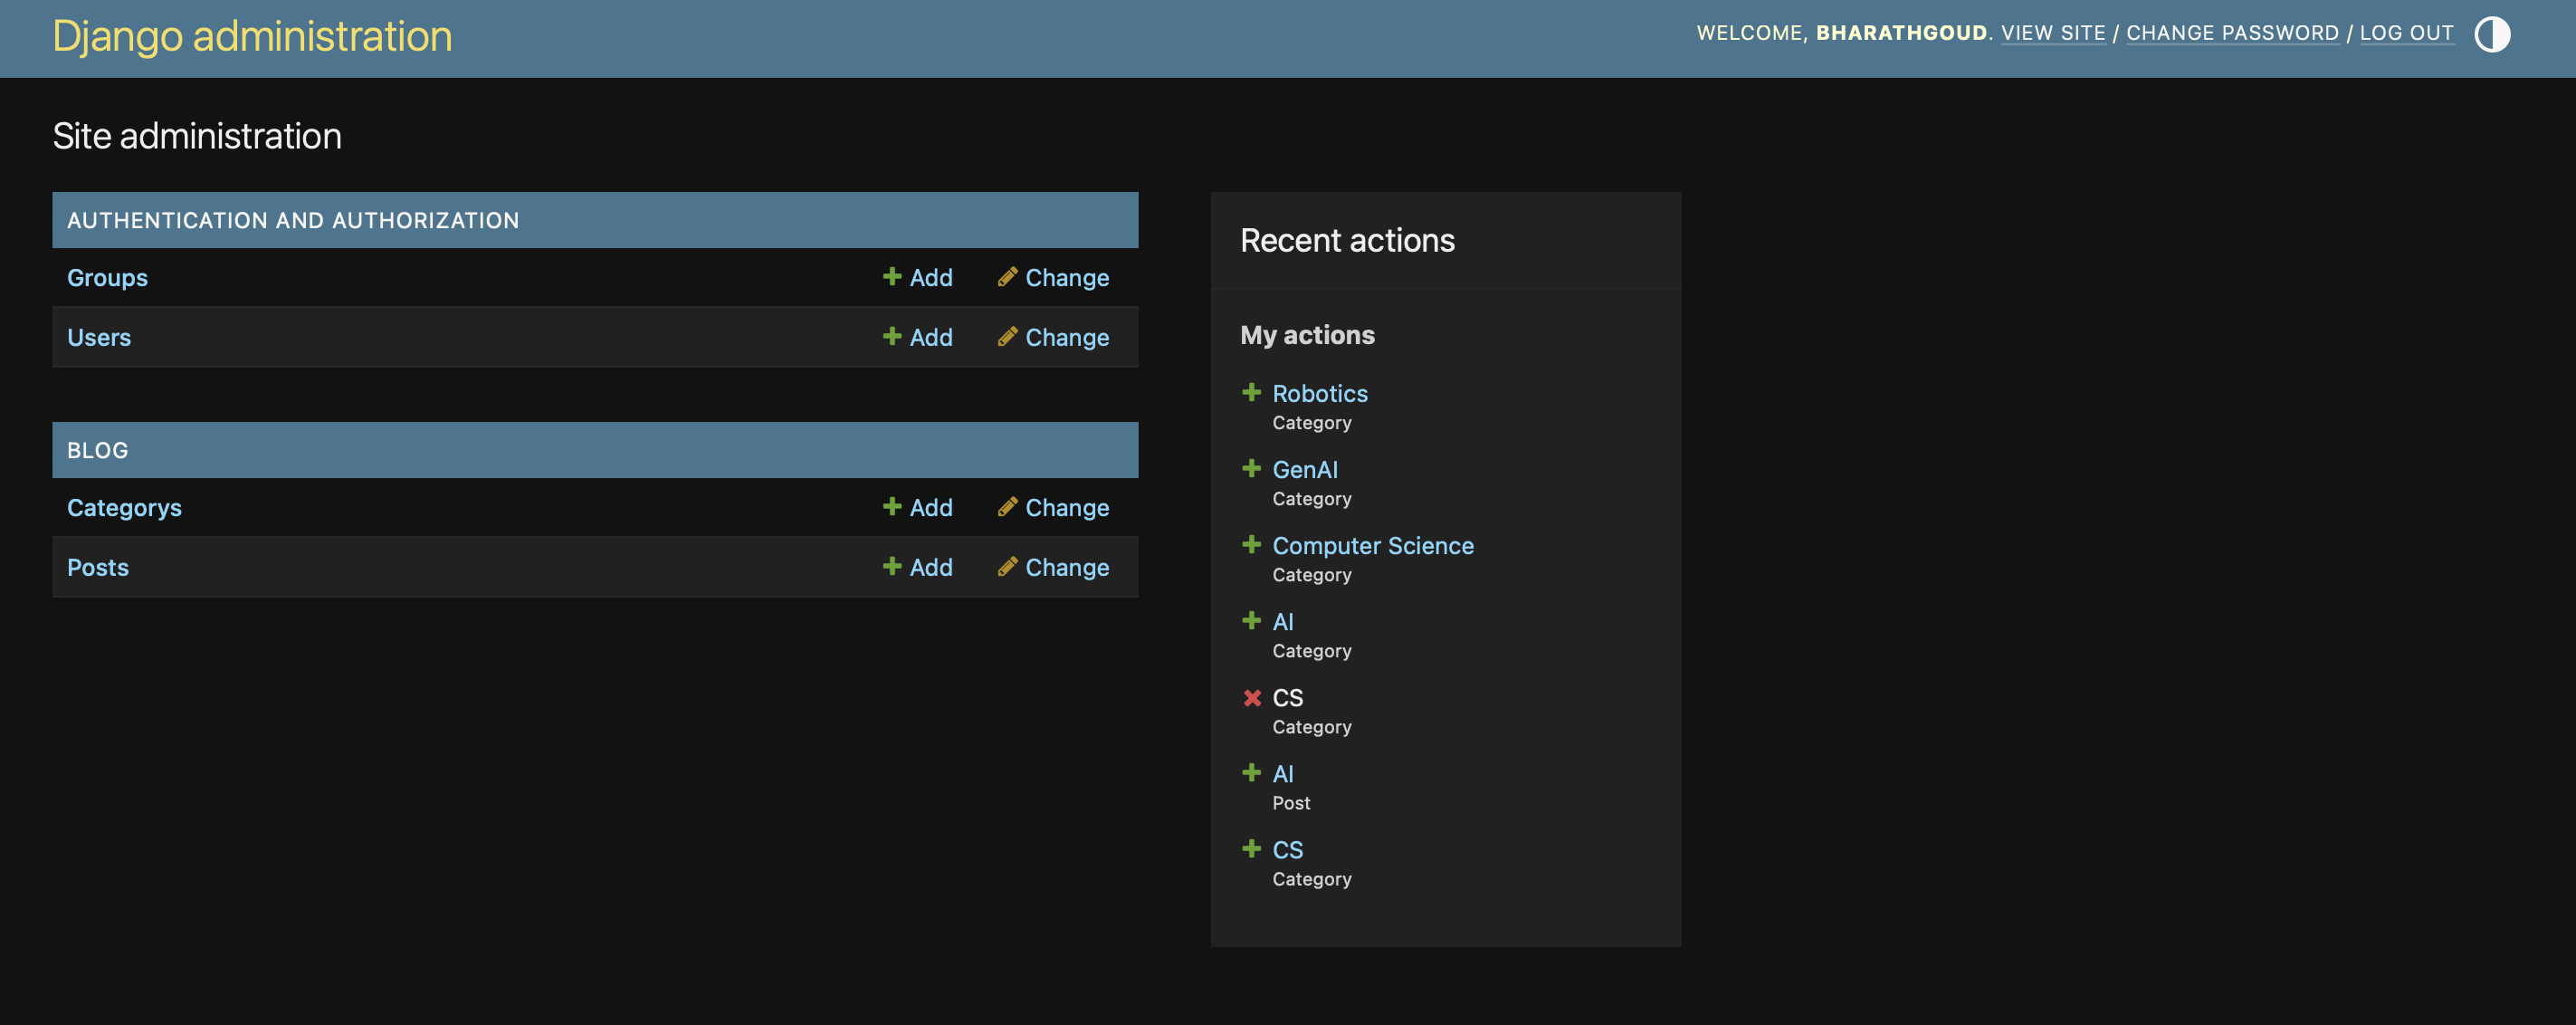 Django administration
WELCOME, BHARATHGOUD. VIEW SITE / CHANGE PASSWORD / LOG OUT
Site administration
AUTHENTICATION AND AUTHORIZATION
Groups Add Change
Users Add Change
BLOG
Categorys Add Change
Posts Add Change
Recent actions
My actions
Robotics
Category
GenAI
Category
Computer Science
Category
AI
Category
CS
Category
AI
Post
CS
Category